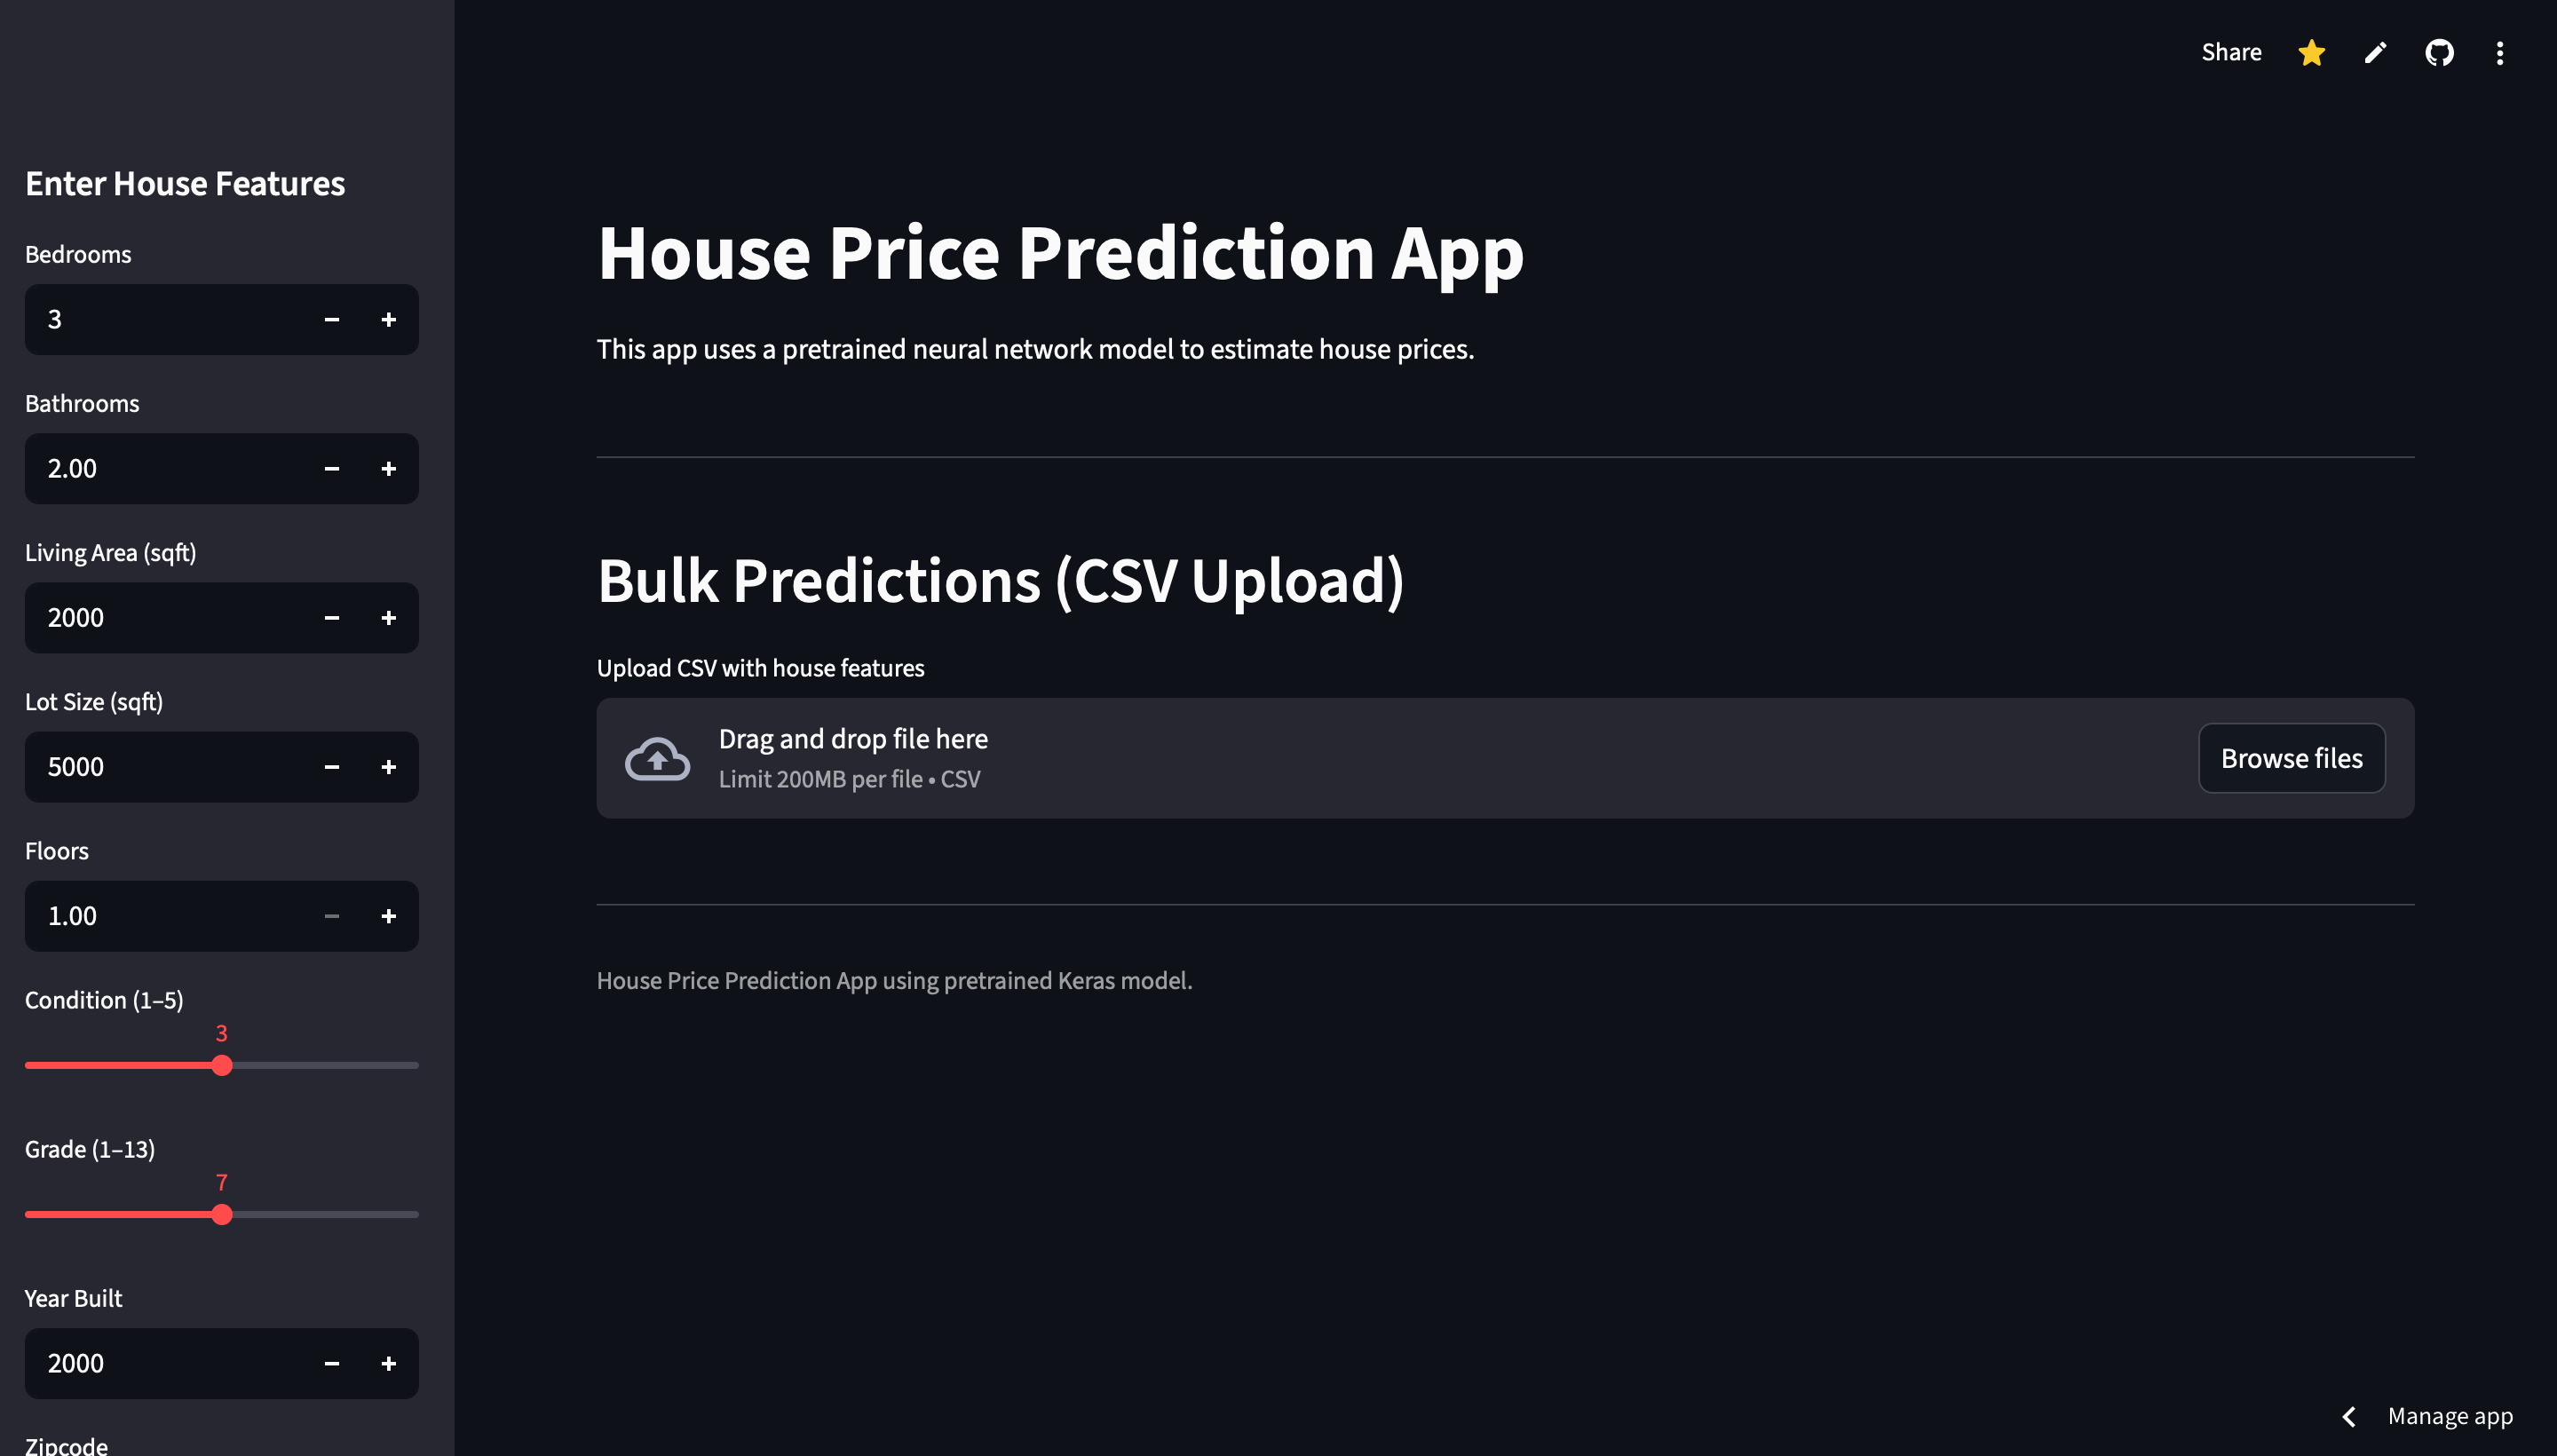 Share
Enter House Features
Bedrooms
3
Bathrooms
2.00
Living Area (sqft)
2000
Lot Size (sqft)
5000
Floors
1.00
Condition (1–5)
3
Grade (1–13)
7
Year Built
2000
Zipcode
House Price Prediction App
This app uses a pretrained neural network model to estimate house prices.
Bulk Predictions (CSV Upload)
Upload CSV with house features
Drag and drop file here
Limit 200MB per file • CSV
Browse files
House Price Prediction App using pretrained Keras model.
Manage app